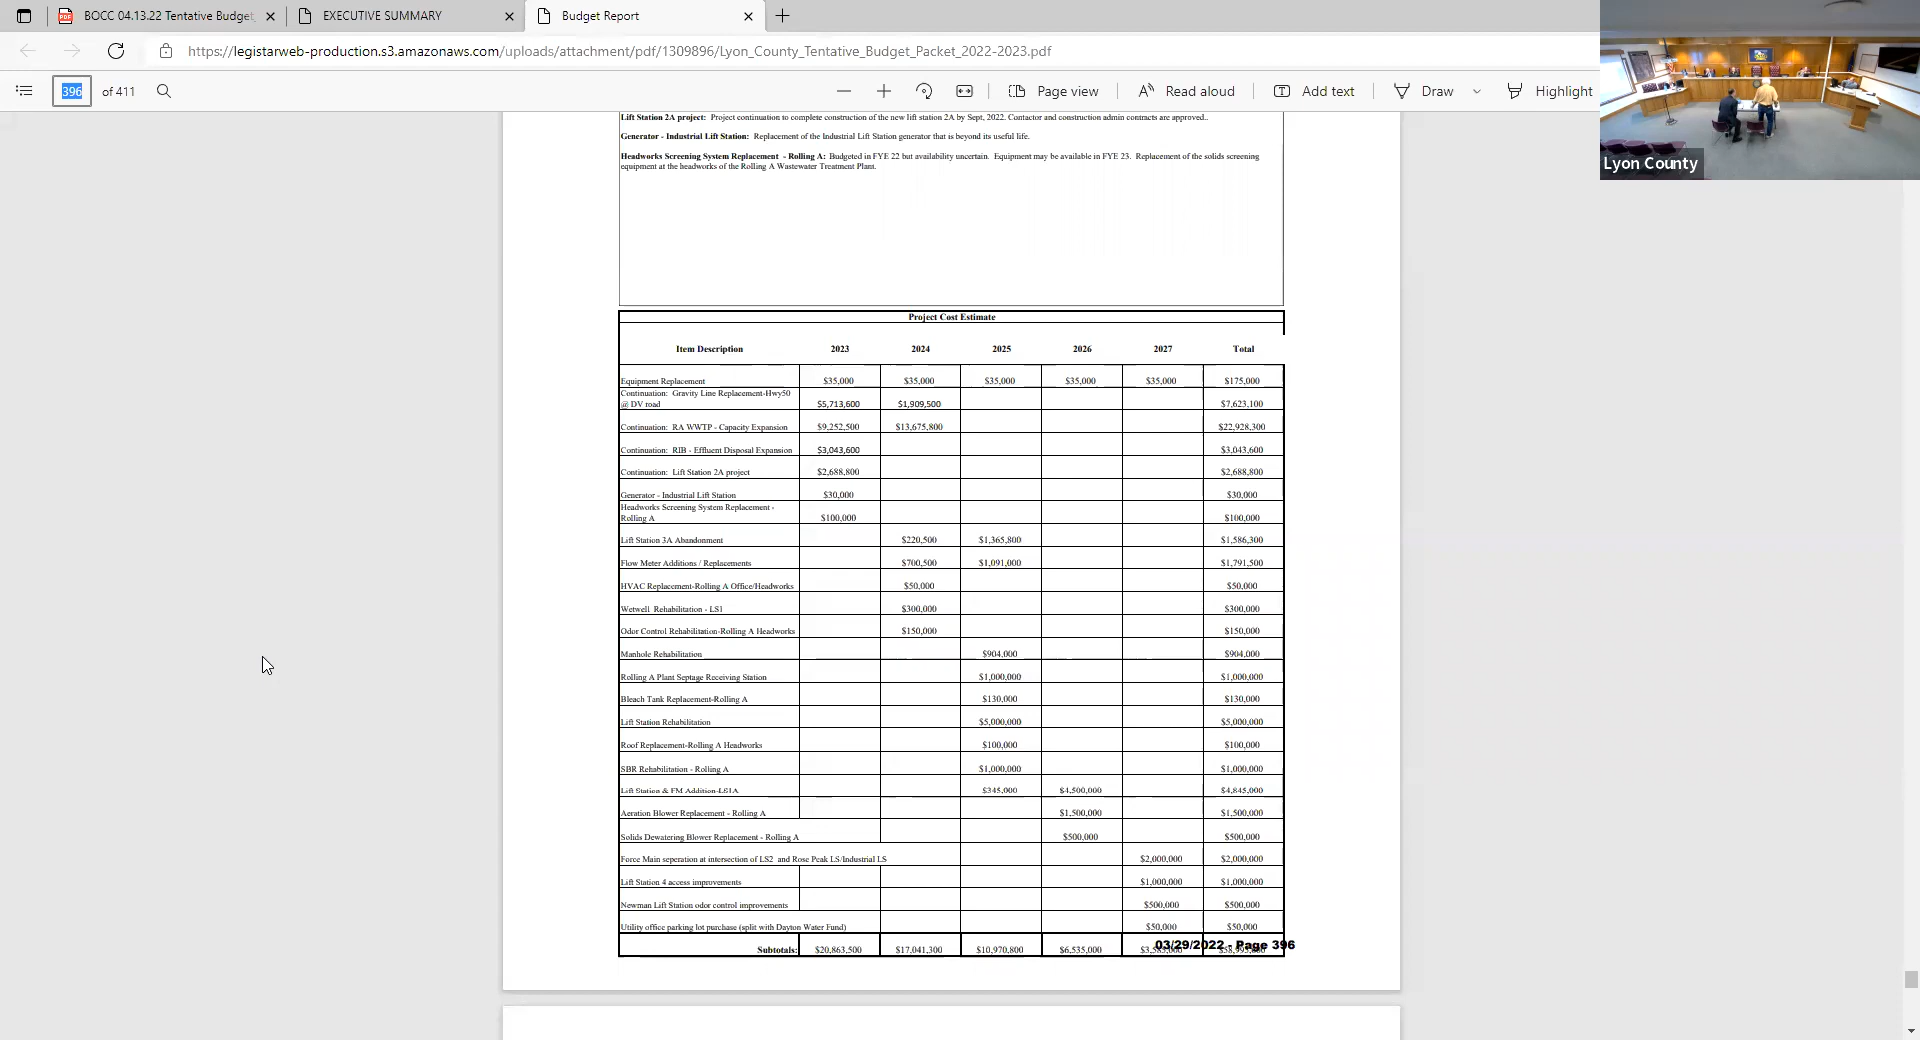 BOCC 04.13.22 Tentative Budget
EXECUTIVE SUMMARY
Budget Report
https://legistarweb-production.s3.amazonaws.com/uploads/attachment/pdf/1309896/Lyon_County_Tentative_Budget_Packet_2022-2023.pdf
396 of 411
Page view
Read aloud
Add text
Draw
Highlight
Lyon County
Lift Station 2A project: Project continuation to complete construction of the new lift station 2A by Sept, 2022. Contactor and construction admin contracts are approved..
Generator - Industrial Lift Station: Replacement of the Industrial Lift Station generator that is beyond its useful life.
Headworks Screening System Replacement - Rolling A: Budgeted in FYE 22 but availability uncertain. Equipment may be available in FYE 23. Replacement of the solids screening
equipment at the headworks of the Rolling A Wastewater Treatment Plant.
Project Cost Estimate
Item Description 2023 2024 2025 2026 2027 Total
Equipment Replacement $35,000 $35,000 $35,000 $35,000 $35,000 $175,000
Continuation: Gravity Line Replacement-Hwy50
@ DV road $5,713,600 $1,909,500 $7,623,100
Continuation: RA WWTP - Capacity Expansion $9,252,500 $13,675,800 $22,928,300
Continuation: RIB - Effluent Disposal Expansion $3,043,600 $3,043,600
Continuation: Lift Station 2A project $2,688,800 $2,688,800
Generator - Industrial Lift Station $30,000 $30,000
Headworks Screening System Replacement -
Rolling A $100,000 $100,000
Lift Station 3A Abandonment $220,500 $1,365,800 $1,586,300
Flow Meter Additions / Replacements $700,500 $1,091,000 $1,791,500
HVAC Replacement-Rolling A Office/Headworks $50,000 $50,000
Wetwell Rehabilitation - LS1 $300,000 $300,000
Odor Control Rehabilitation-Rolling A Headworks $150,000 $150,000
Manhole Rehabilitation $904,000 $904,000
Rolling A Plant Septage Receiving Station $1,000,000 $1,000,000
Bleach Tank Replacement-Rolling A $130,000 $130,000
Lift Station Rehabilitation $5,000,000 $5,000,000
Roof Replacement-Rolling A Headworks $100,000 $100,000
SBR Rehabilitation - Rolling A $1,000,000 $1,000,000
Lift Station & FM Addition-LS1A $345,000 $4,500,000 $4,845,000
Aeration Blower Replacement - Rolling A $1,500,000 $1,500,000
Solids Dewatering Blower Replacement - Rolling A $500,000 $500,000
Force Main seperation at intersection of LS2 and Rose Peak LS/Industrial LS $2,000,000 $2,000,000
Lift Station 4 access improvements $1,000,000 $1,000,000
Newman Lift Station odor control improvements $500,000 $500,000
Utility office parking lot purchase (split with Dayton Water Fund) $50,000 $50,000
Subtotals: $20,863,500 $17,041,300 $10,970,800 $6,535,000
03/29/2022 - Page 396